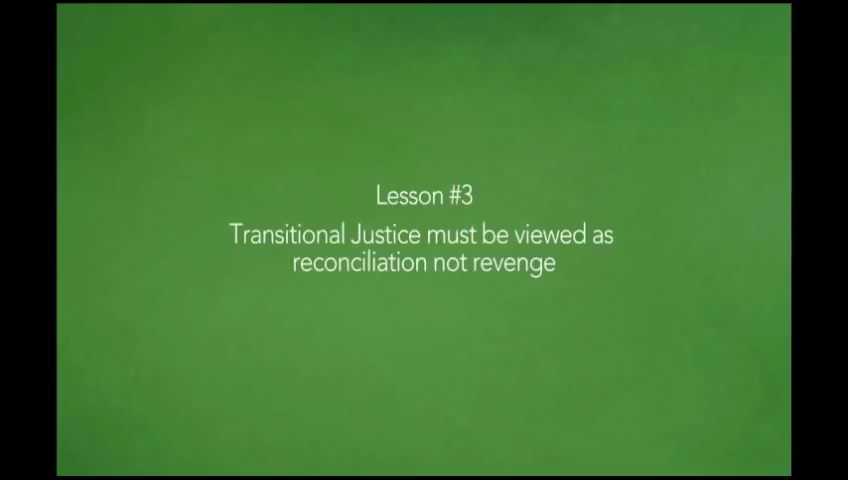 Lesson #3
Transitional Justice must be viewed as
reconciliation not revenge